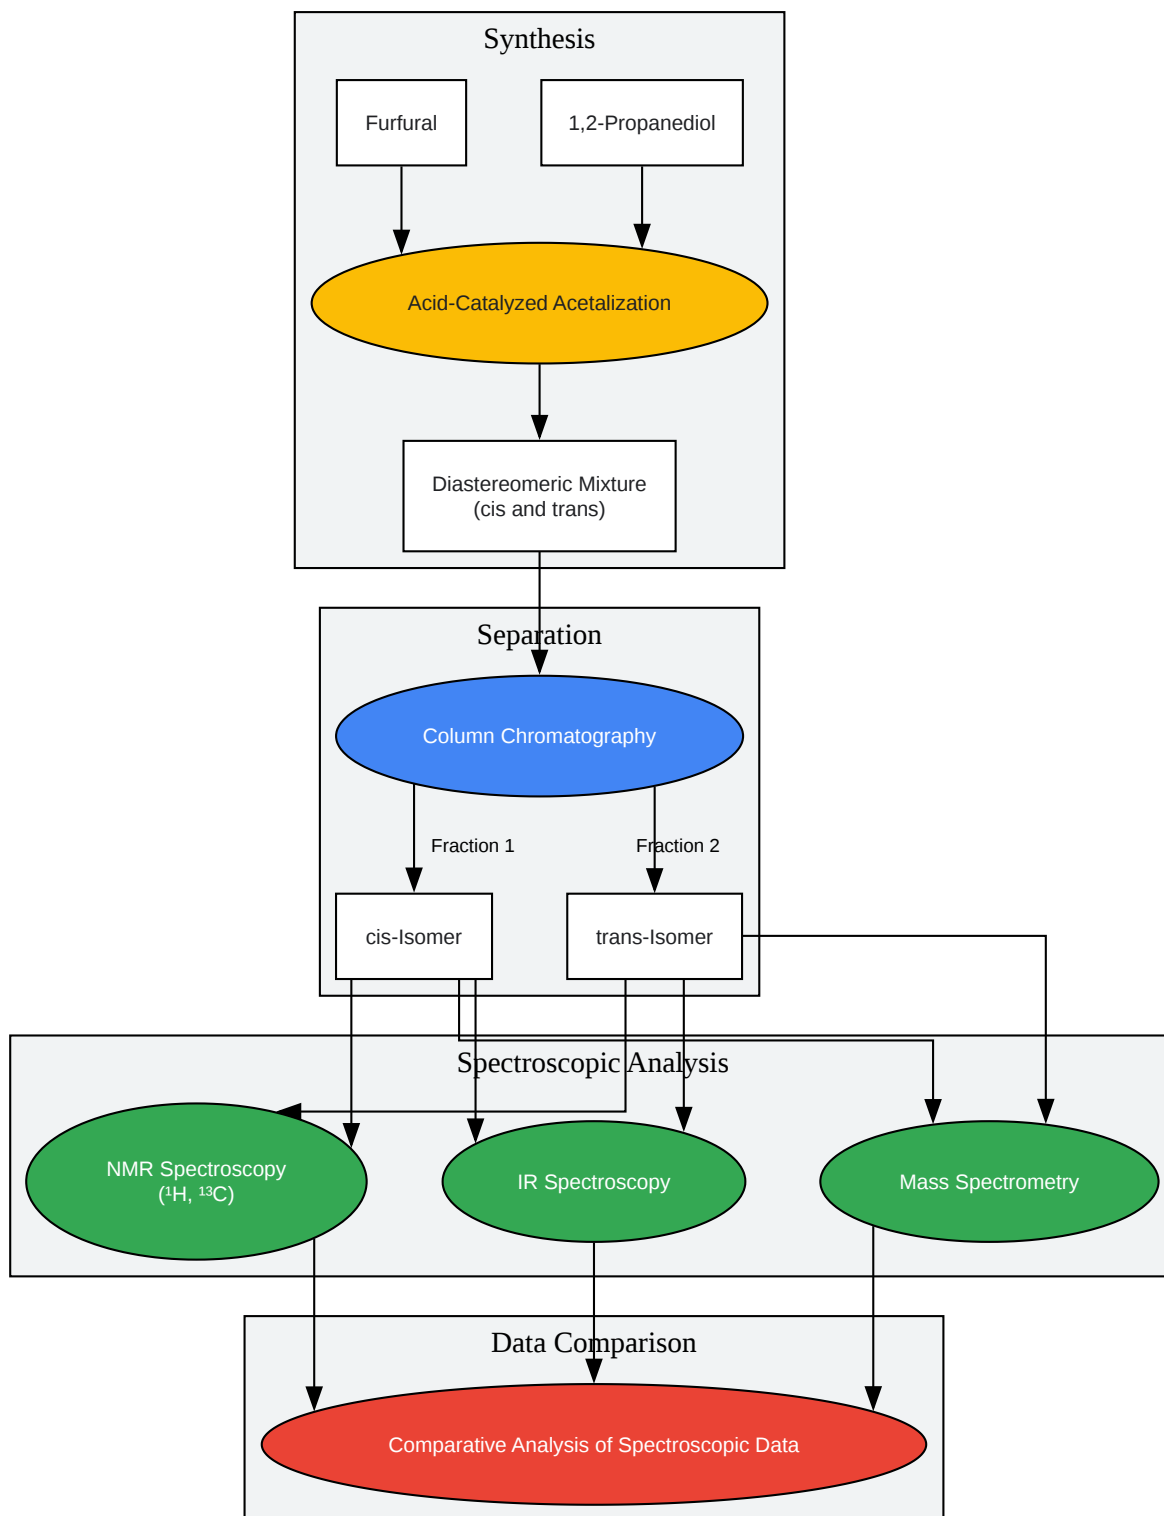 Synthesis
Furfural
1,2-Propanediol
Acid-Catalyzed Acetalization
Diastereomeric Mixture
(cis and trans)
Separation
Column Chromatography
Fraction 1
Fraction 2
cis-Isomer
trans-Isomer
Spectroscopic Analysis
NMR Spectroscopy
(¹H, ¹³C)
IR Spectroscopy
Mass Spectrometry
Data Comparison
Comparative Analysis of Spectroscopic Data